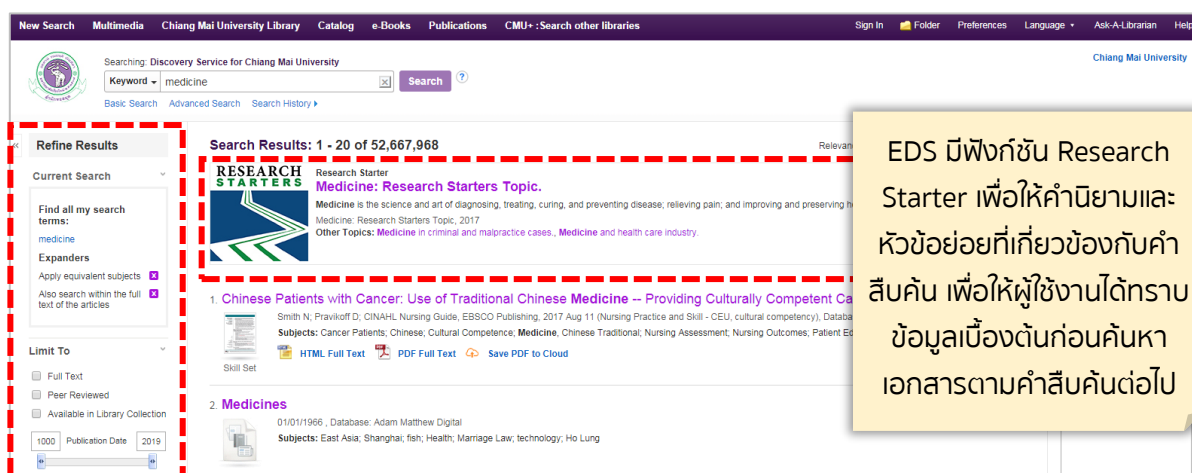 New Search Multimedia Chiang Mai University Library Catalog e-Books Publications CMU+ :Search other libraries Sign In Folder Preferences Language Ask-A-Librarian Help
Searching: Discovery Service for Chiang Mai University
Chiang Mai University
Keyword medicine Search ?
Basic Search Advanced Search Search History
Refine Results
Current Search
Find all my search terms:
medicine
Expanders
Apply equivalent subjects
Also search within the full text of the articles
Limit To
Full Text
Peer Reviewed
Available in Library Collection
1000 Publication Date 2019
Search Results: 1 - 20 of 52,667,968
Relevan
RESEARCH
STARTERS
Research Starter
Medicine: Research Starters Topic.
Medicine is the science and art of diagnosing, treating, curing, and preventing disease; relieving pain; and improving and preserving h
Medicine: Research Starters Topic, 2017
Other Topics: Medicine in criminal and malpractice cases., Medicine and health care industry.
1. Chinese Patients with Cancer: Use of Traditional Chinese Medicine -- Providing Culturally Competent Ca
Smith N; Pravikoff D; CINAHL Nursing Guide, EBSCO Publishing, 2017 Aug 11 (Nursing Practice and Skill - CEU, cultural competency), Databa
Subjects: Cancer Patients; Chinese; Cultural Competence; Medicine, Chinese Traditional; Nursing Assessment; Nursing Outcomes; Patient Ed
HTML Full Text PDF Full Text Save PDF to Cloud
Skill Set
2. Medicines
01/01/1966 , Database: Adam Matthew Digital
Subjects: East Asia; Shanghai; fish; Health; Marriage Law; technology; Ho Lung
EDS มีฟังก์ชัน Research
Starter เพื่อให้คำนิยามและ
หัวข้อย่อยที่เกี่ยวข้องกับคำ
สืบค้น เพื่อให้ผู้ใช้งานได้ทราบ
ข้อมูลเบื้องต้นก่อนค้นหา
เอกสารตามคำสืบค้นต่อไป